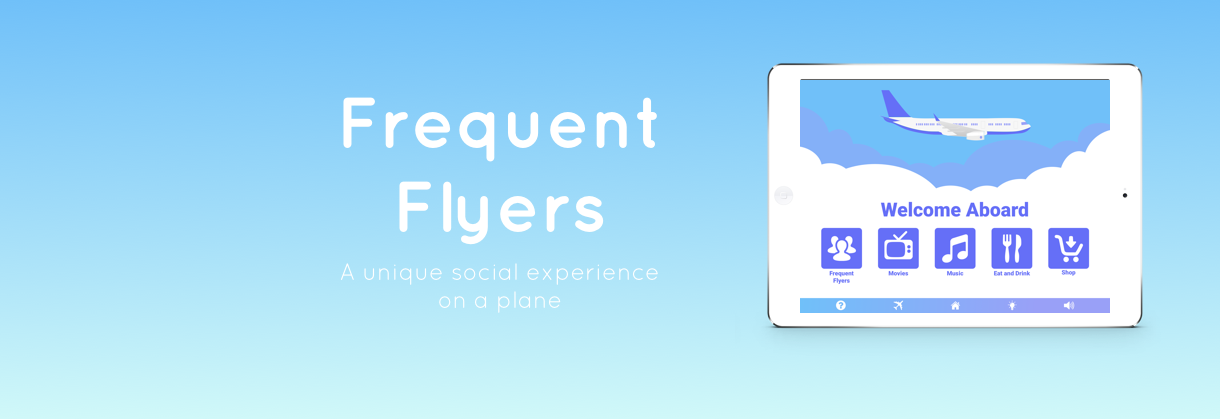 Frequent
Flyers
A unique social experience
on a plane
Welcome Aboard
Frequent
Flyers
Movies
Music
Eat and Drink
Shop